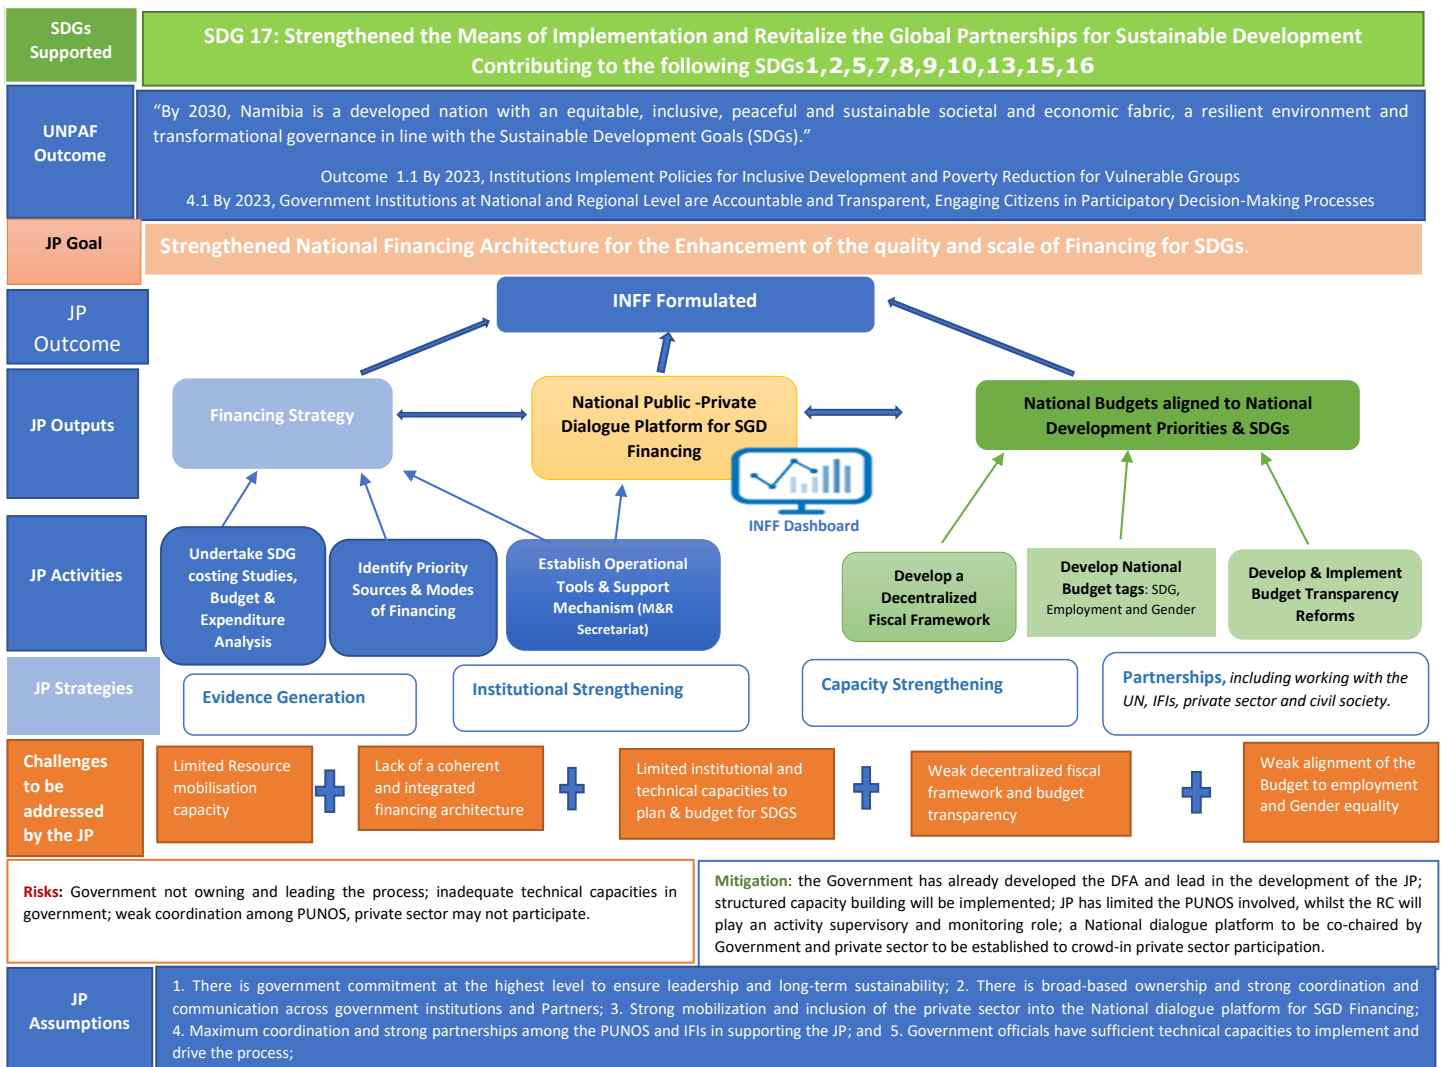 SDGs
Supported
SDG 17: Strengthened the Means of Implementation and Revitalize the Global Partnerships for Sustainable Development
Contributing to the following SDGs1,2,5,7,8,9,10,13,15,16
UNPAF
Outcome
“By 2030, Namibia is a developed nation with an equitable, inclusive, peaceful and sustainable societal and economic fabric, a resilient environment and
transformational governance in line with the Sustainable Development Goals (SDGs).”
Outcome 1.1 By 2023, Institutions Implement Policies for Inclusive Development and Poverty Reduction for Vulnerable Groups
4.1 By 2023, Government Institutions at National and Regional Level are Accountable and Transparent, Engaging Citizens in Participatory Decision-Making Processes
JP Goal
Strengthened National Financing Architecture for the Enhancement of the quality and scale of Financing for SDGs.
JP
Outcome
INFF Formulated
JP Outputs
Financing Strategy
National Public -Private
Dialogue Platform for SGD
Financing
National Budgets aligned to National
Development Priorities & SDGs
INFF Dashboard
JP Activities
Undertake SDG
costing Studies,
Budget &
Expenditure
Analysis
Identify Priority
Sources & Modes
of Financing
Establish Operational
Tools & Support
Mechanism (M&R
Secretariat)
Develop a
Decentralized
Fiscal Framework
Develop National
Budget tags: SDG,
Employment and Gender
Develop & Implement
Budget Transparency
Reforms
JP Strategies
Evidence Generation
Institutional Strengthening
Capacity Strengthening
Partnerships, including working with the
UN, IFIs, private sector and civil society.
Challenges
to be
addressed
by the JP
Limited Resource
mobilisation
capacity
Lack of a coherent
and integrated
financing architecture
Limited institutional and
technical capacities to
plan & budget for SDGS
Weak decentralized fiscal
framework and budget
transparency
Weak alignment of the
Budget to employment
and Gender equality
Risks: Government not owning and leading the process; inadequate technical capacities in
government; weak coordination among PUNOS, private sector may not participate.
Mitigation: the Government has already developed the DFA and lead in the development of the JP;
structured capacity building will be implemented; JP has limited the PUNOS involved, whilst the RC will
play an activity supervisory and monitoring role; a National dialogue platform to be co-chaired by
Government and private sector to be established to crowd-in private sector participation.
JP
Assumptions
1. There is government commitment at the highest level to ensure leadership and long-term sustainability; 2. There is broad-based ownership and strong coordination and
communication across government institutions and Partners; 3. Strong mobilization and inclusion of the private sector into the National dialogue platform for SGD Financing;
4. Maximum coordination and strong partnerships among the PUNOS and IFIs in supporting the JP; and 5. Government officials have sufficient technical capacities to implement and
drive the process;